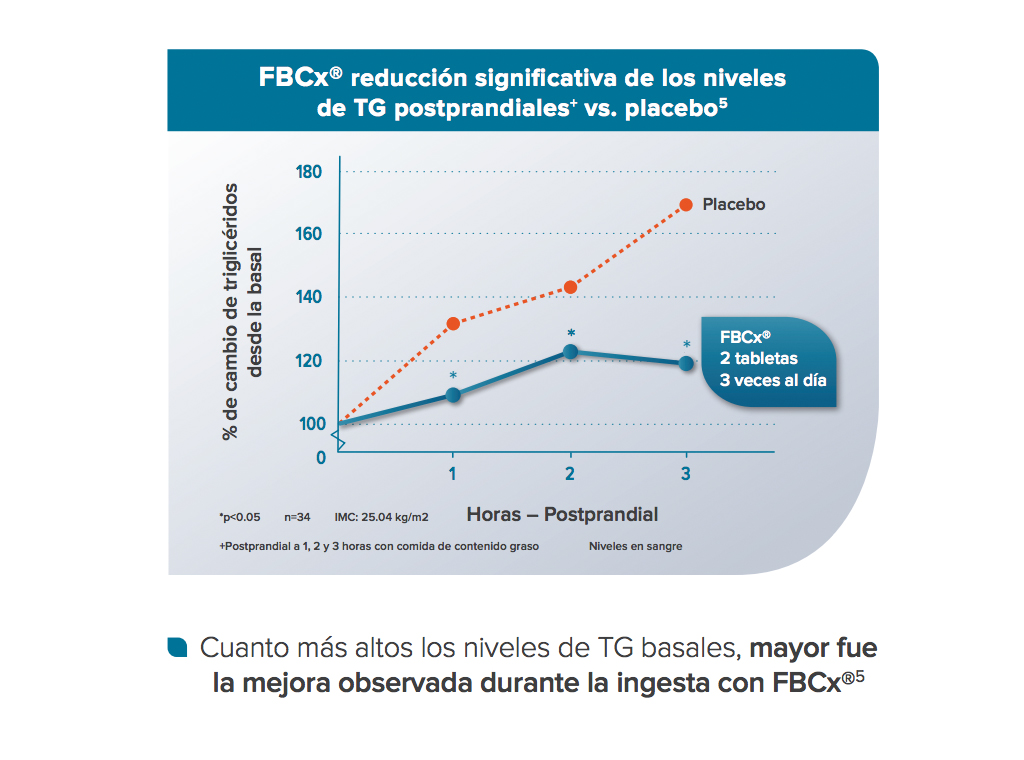 FBCx® reducción significativa de los niveles
de TG postprandiales+ vs. placebo5
% de cambio de triglicéridos
desde la basal
180
160
140
120
100
0
Placebo
*
*
*
FBCx®
2 tabletas
3 veces al día
1
2
3
*p<0.05 n=34 IMC: 25.04 kg/m2
Horas – Postprandial
+Postprandial a 1, 2 y 3 horas con comida de contenido graso Niveles en sangre
Cuanto más altos los niveles de TG basales, mayor fue
la mejora observada durante la ingesta con FBCx®5